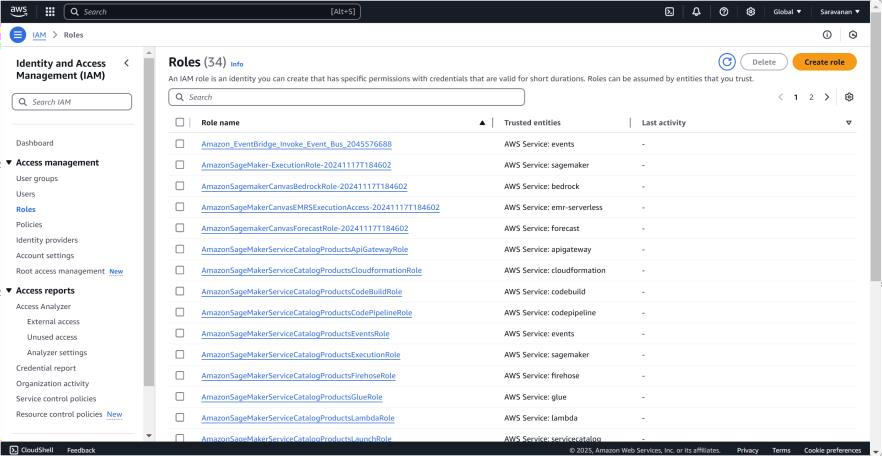 aws Search [Alt+S] Global Saravanan
IAM > Roles
Identity and Access Management (IAM)
Search IAM
Dashboard
Access management
User groups
Users
Roles
Policies
Identity providers
Account settings
Root access management New
Access reports
Access Analyzer
External access
Unused access
Analyzer settings
Credential report
Organization activity
Service control policies
Resource control policies New
Roles (34) Info
Delete Create role
An IAM role is an identity you can create that has specific permissions with credentials that are valid for short durations. Roles can be assumed by entities that you trust.
Search
1 2
Role name Trusted entities Last activity
Amazon_EventBridge_Invoke_Event_Bus_2045576688 AWS Service: events -
AmazonSageMaker-ExecutionRole-20241117T184602 AWS Service: sagemaker -
AmazonSagemakerCanvasBedrockRole-20241117T184602 AWS Service: bedrock -
AmazonSageMakerCanvasEMRSExecutionAccess-20241117T184602 AWS Service: emr-serverless -
AmazonSagemakerCanvasForecastRole-20241117T184602 AWS Service: forecast -
AmazonSageMakerServiceCatalogProductsApiGatewayRole AWS Service: apigateway -
AmazonSageMakerServiceCatalogProductsCloudformationRole AWS Service: cloudformation -
AmazonSageMakerServiceCatalogProductsCodeBuildRole AWS Service: codebuild -
AmazonSageMakerServiceCatalogProductsCodePipelineRole AWS Service: codepipeline -
AmazonSageMakerServiceCatalogProductsEventsRole AWS Service: events -
AmazonSageMakerServiceCatalogProductsExecutionRole AWS Service: sagemaker -
AmazonSageMakerServiceCatalogProductsFirehoseRole AWS Service: firehose -
AmazonSageMakerServiceCatalogProductsGlueRole AWS Service: glue -
AmazonSageMakerServiceCatalogProductsLambdaRole AWS Service: lambda -
AmazonSageMakerServiceCatalogProductsLaunchRole AWS Service: servicecatalog -
CloudShell Feedback © 2025, Amazon Web Services, Inc. or its affiliates. Privacy Terms Cookie preferences